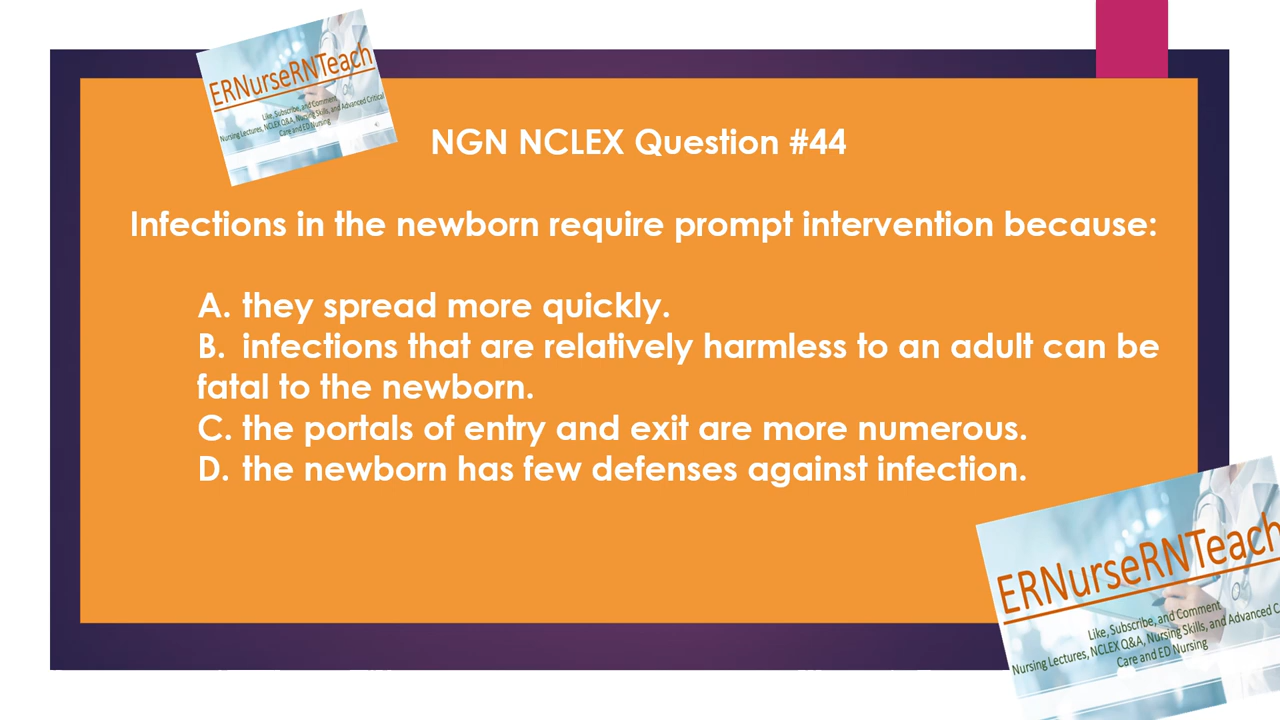 ERNurseRNTeach
Like, Subscribe, and Comment
Nursing Lectures, NCLEX Q&A, Nursing Skills, and Advanced Critical
Care and ED Nursing
NGN NCLEX Question #44
Infections in the newborn require prompt intervention because:
A. they spread more quickly.
B. infections that are relatively harmless to an adult can be
fatal to the newborn.
C. the portals of entry and exit are more numerous.
D. the newborn has few defenses against infection.
ERNurseRNTeach
Like, Subscribe, and Comment
Nursing Lectures, NCLEX Q&A, Nursing Skills, and Advanced C
Care and ED Nursing